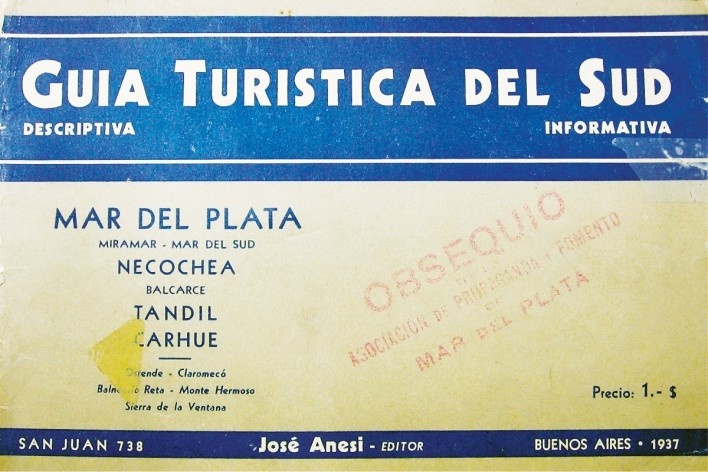 GUIA TURISTICA DEL SUD
DESCRIPTIVA INFORMATIVA
MAR DEL PLATA
MIRAMAR - MAR DEL SUD
NECOCHEA
BALCARCE
TANDIL
CARHUE
- Claromecó
Reta - Monte Hermoso
Sierra de la Ventana
OBSEQUIO
ASOCIACION DE PROPAGANDA Y FOMENTO
DE
MAR DEL PLATA
Precio: 1.- $
SAN JUAN 738 José Anesi - EDITOR BUENOS AIRES • 1937